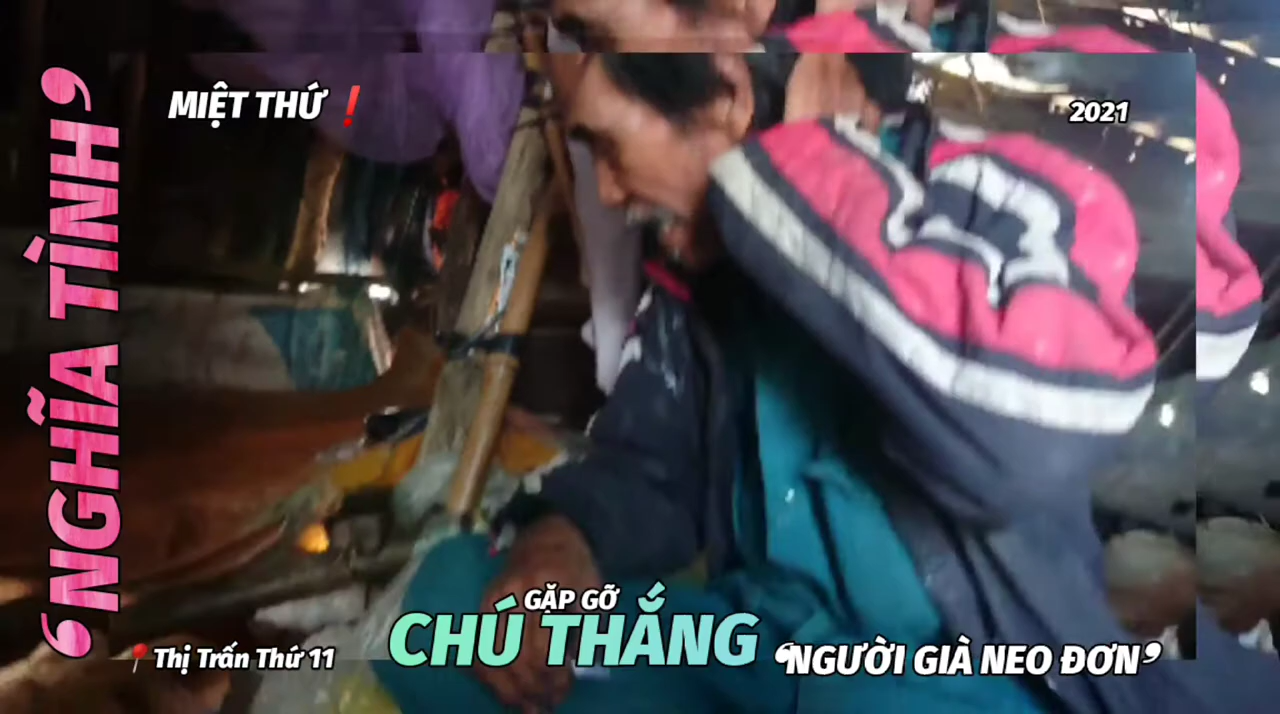 MIỆT THỨ ❗
2021
‘NGHĨA TÌNH’
GẶP GỠ
CHÚ THẮNG
‘NGƯỜI GIÀ NEO ĐƠN’
📍Thị Trấn Thứ 11